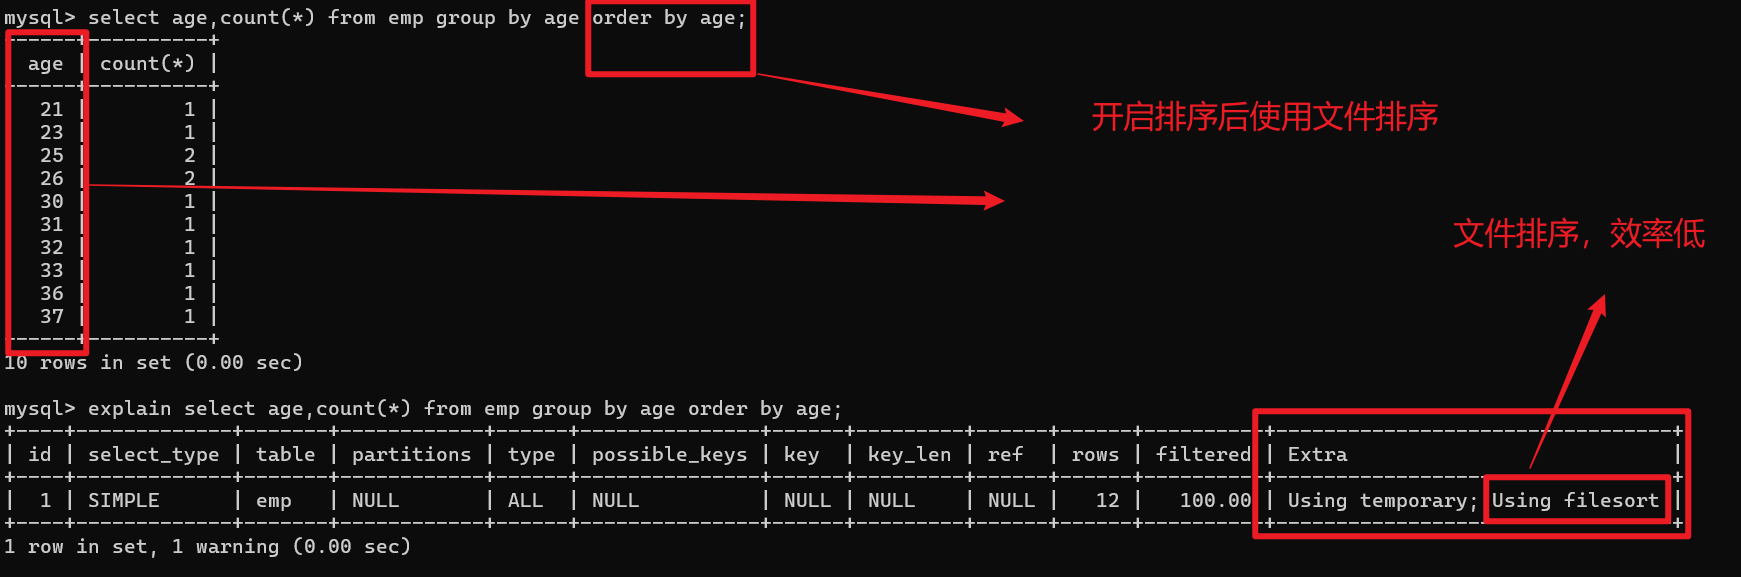 mysql> select age,count(*) from emp group by age order by age;
+------+----------+
| age | count(*) |
+------+----------+
| 21 | 1 |
| 23 | 1 |
| 25 | 2 |
| 26 | 2 |
| 30 | 1 |
| 31 | 1 |
| 32 | 1 |
| 33 | 1 |
| 36 | 1 |
| 37 | 1 |
+------+----------+
10 rows in set (0.00 sec)
开启排序后使用文件排序
文件排序，效率低
mysql> explain select age,count(*) from emp group by age order by age;
+----+-------------+-------+------------+------+---------------+------+---------+------+------+----------+---------------------------------+
| id | select_type | table | partitions | type | possible_keys | key | key_len | ref | rows | filtered | Extra |
+----+-------------+-------+------------+------+---------------+------+---------+------+------+----------+---------------------------------+
| 1 | SIMPLE | emp | NULL | ALL | NULL | NULL | NULL | NULL | 12 | 100.00 | Using temporary; Using filesort |
+----+-------------+-------+------------+------+---------------+------+---------+------+------+----------+---------------------------------+
1 row in set, 1 warning (0.00 sec)